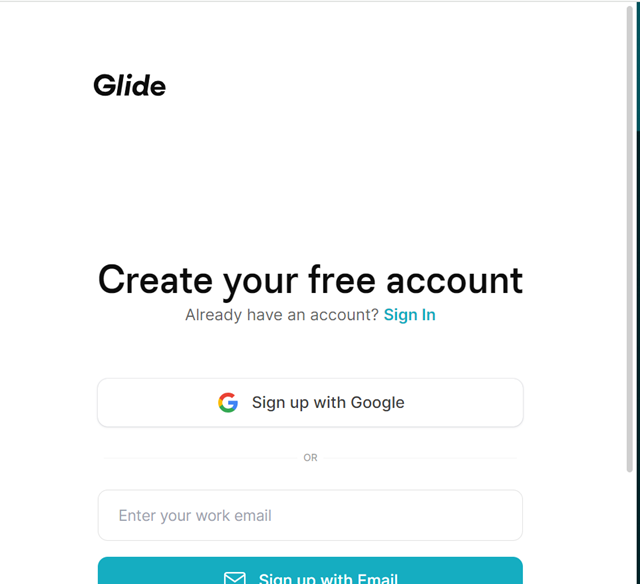 Glide
Create your free account
Already have an account? Sign In
Sign up with Google
OR
Enter your work email
Sign up with Email